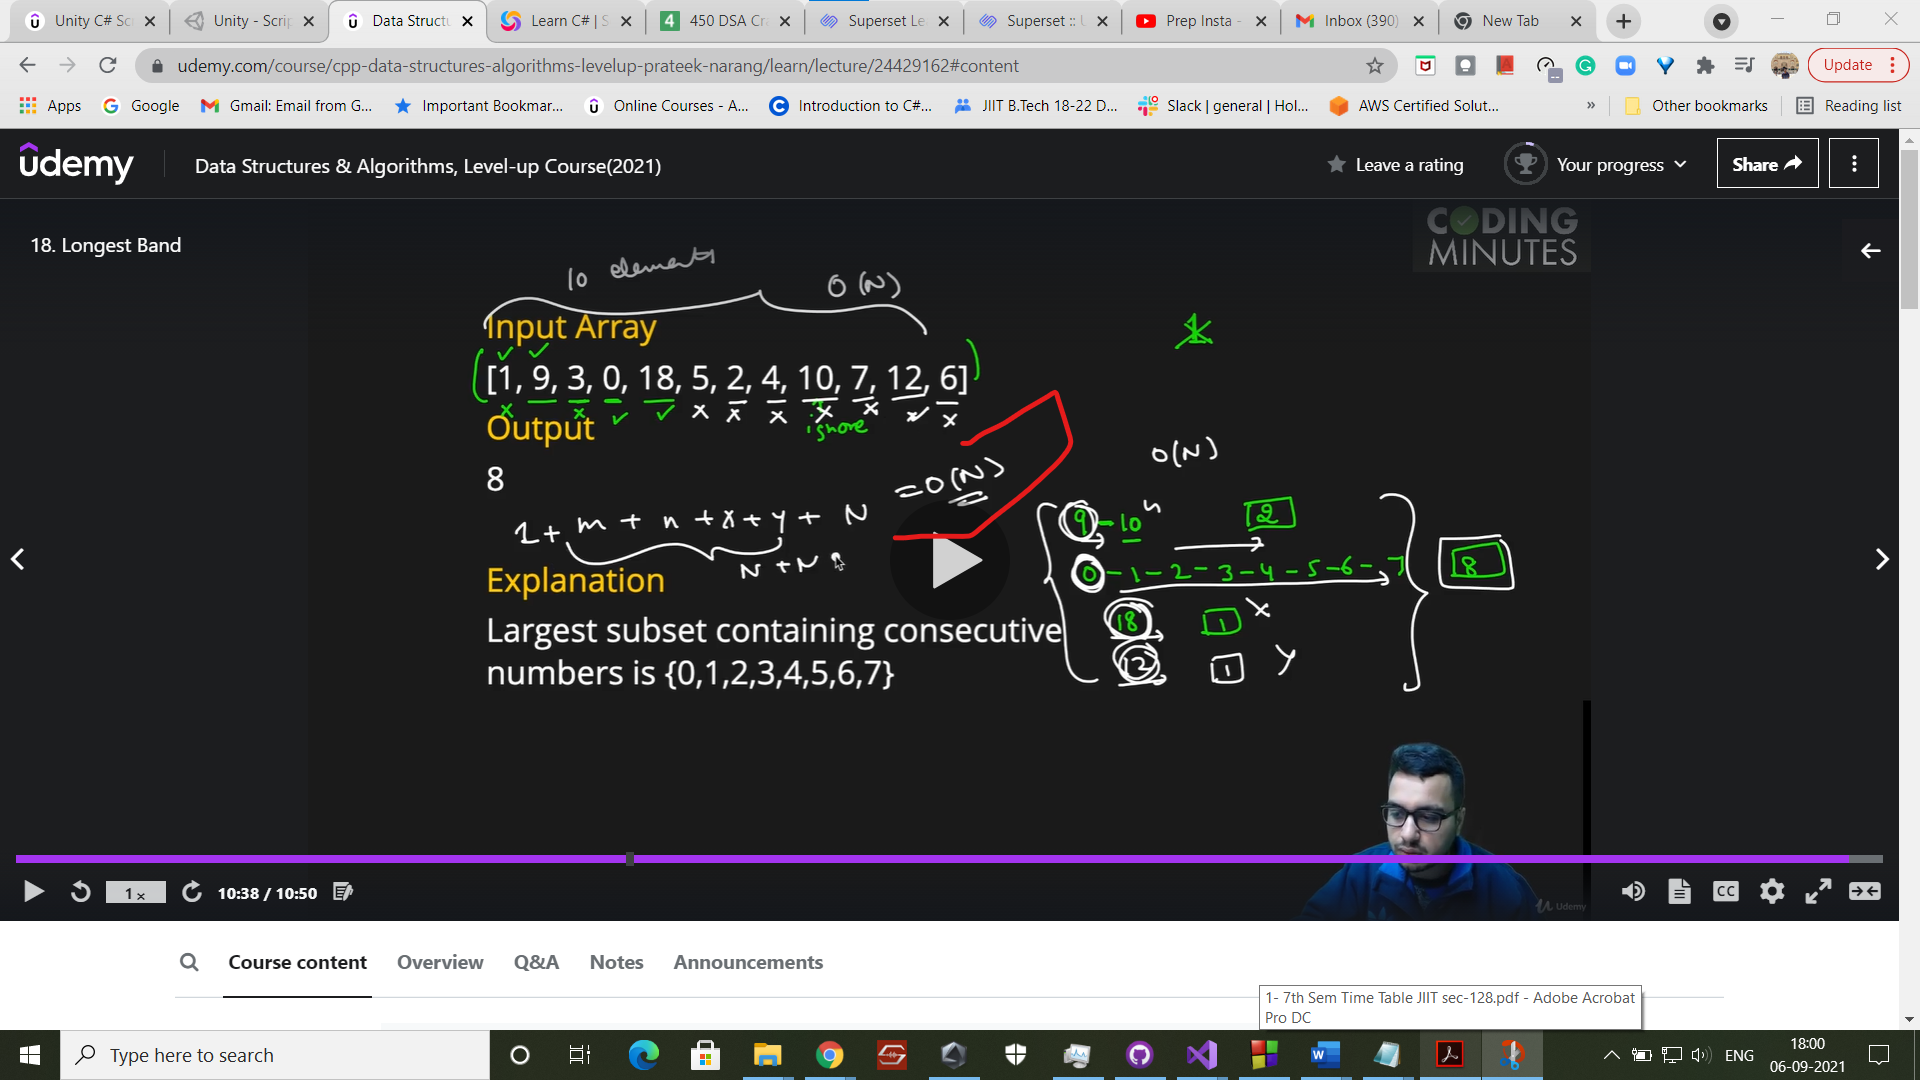 Unity C# Sc
Unity - Scrip
Data Structu
Learn C# | S
450 DSA Cra
Superset Le
Superset :: U
Prep Insta -
Inbox (390)
New Tab
udemy.com/course/cpp-data-structures-algorithms-levelup-prateek-narang/learn/lecture/24429162#content
Update
Apps
Google
Gmail: Email from G...
Important Bookmar...
Online Courses - A...
Introduction to C#...
JIIT B.Tech 18-22 D...
Slack | general | Hol...
AWS Certified Solut...
»
Other bookmarks
Reading list
udemy
Data Structures & Algorithms, Level-up Course(2021)
Leave a rating
Your progress
Share
18. Longest Band
CODING
MINUTES
10 elements
O(N)
Input Array
[1, 9, 3, 0, 18, 5, 2, 4, 10, 7, 12, 6]
ignore
Output
8
= O(N)
1 + m + n + x + y + N
N + N
Explanation
Largest subset containing consecutive
numbers is {0,1,2,3,4,5,6,7}
1
O(N)
9 - 10
2
0 - 1 - 2 - 3 - 4 - 5 - 6 - 7
8
18
1
x
12
1
y
1 x
10:38 / 10:50
CC
Udemy
Course content
Overview
Q&A
Notes
Announcements
1- 7th Sem Time Table JIIT sec-128.pdf - Adobe Acrobat
Pro DC
Type here to search
ENG
18:00
06-09-2021